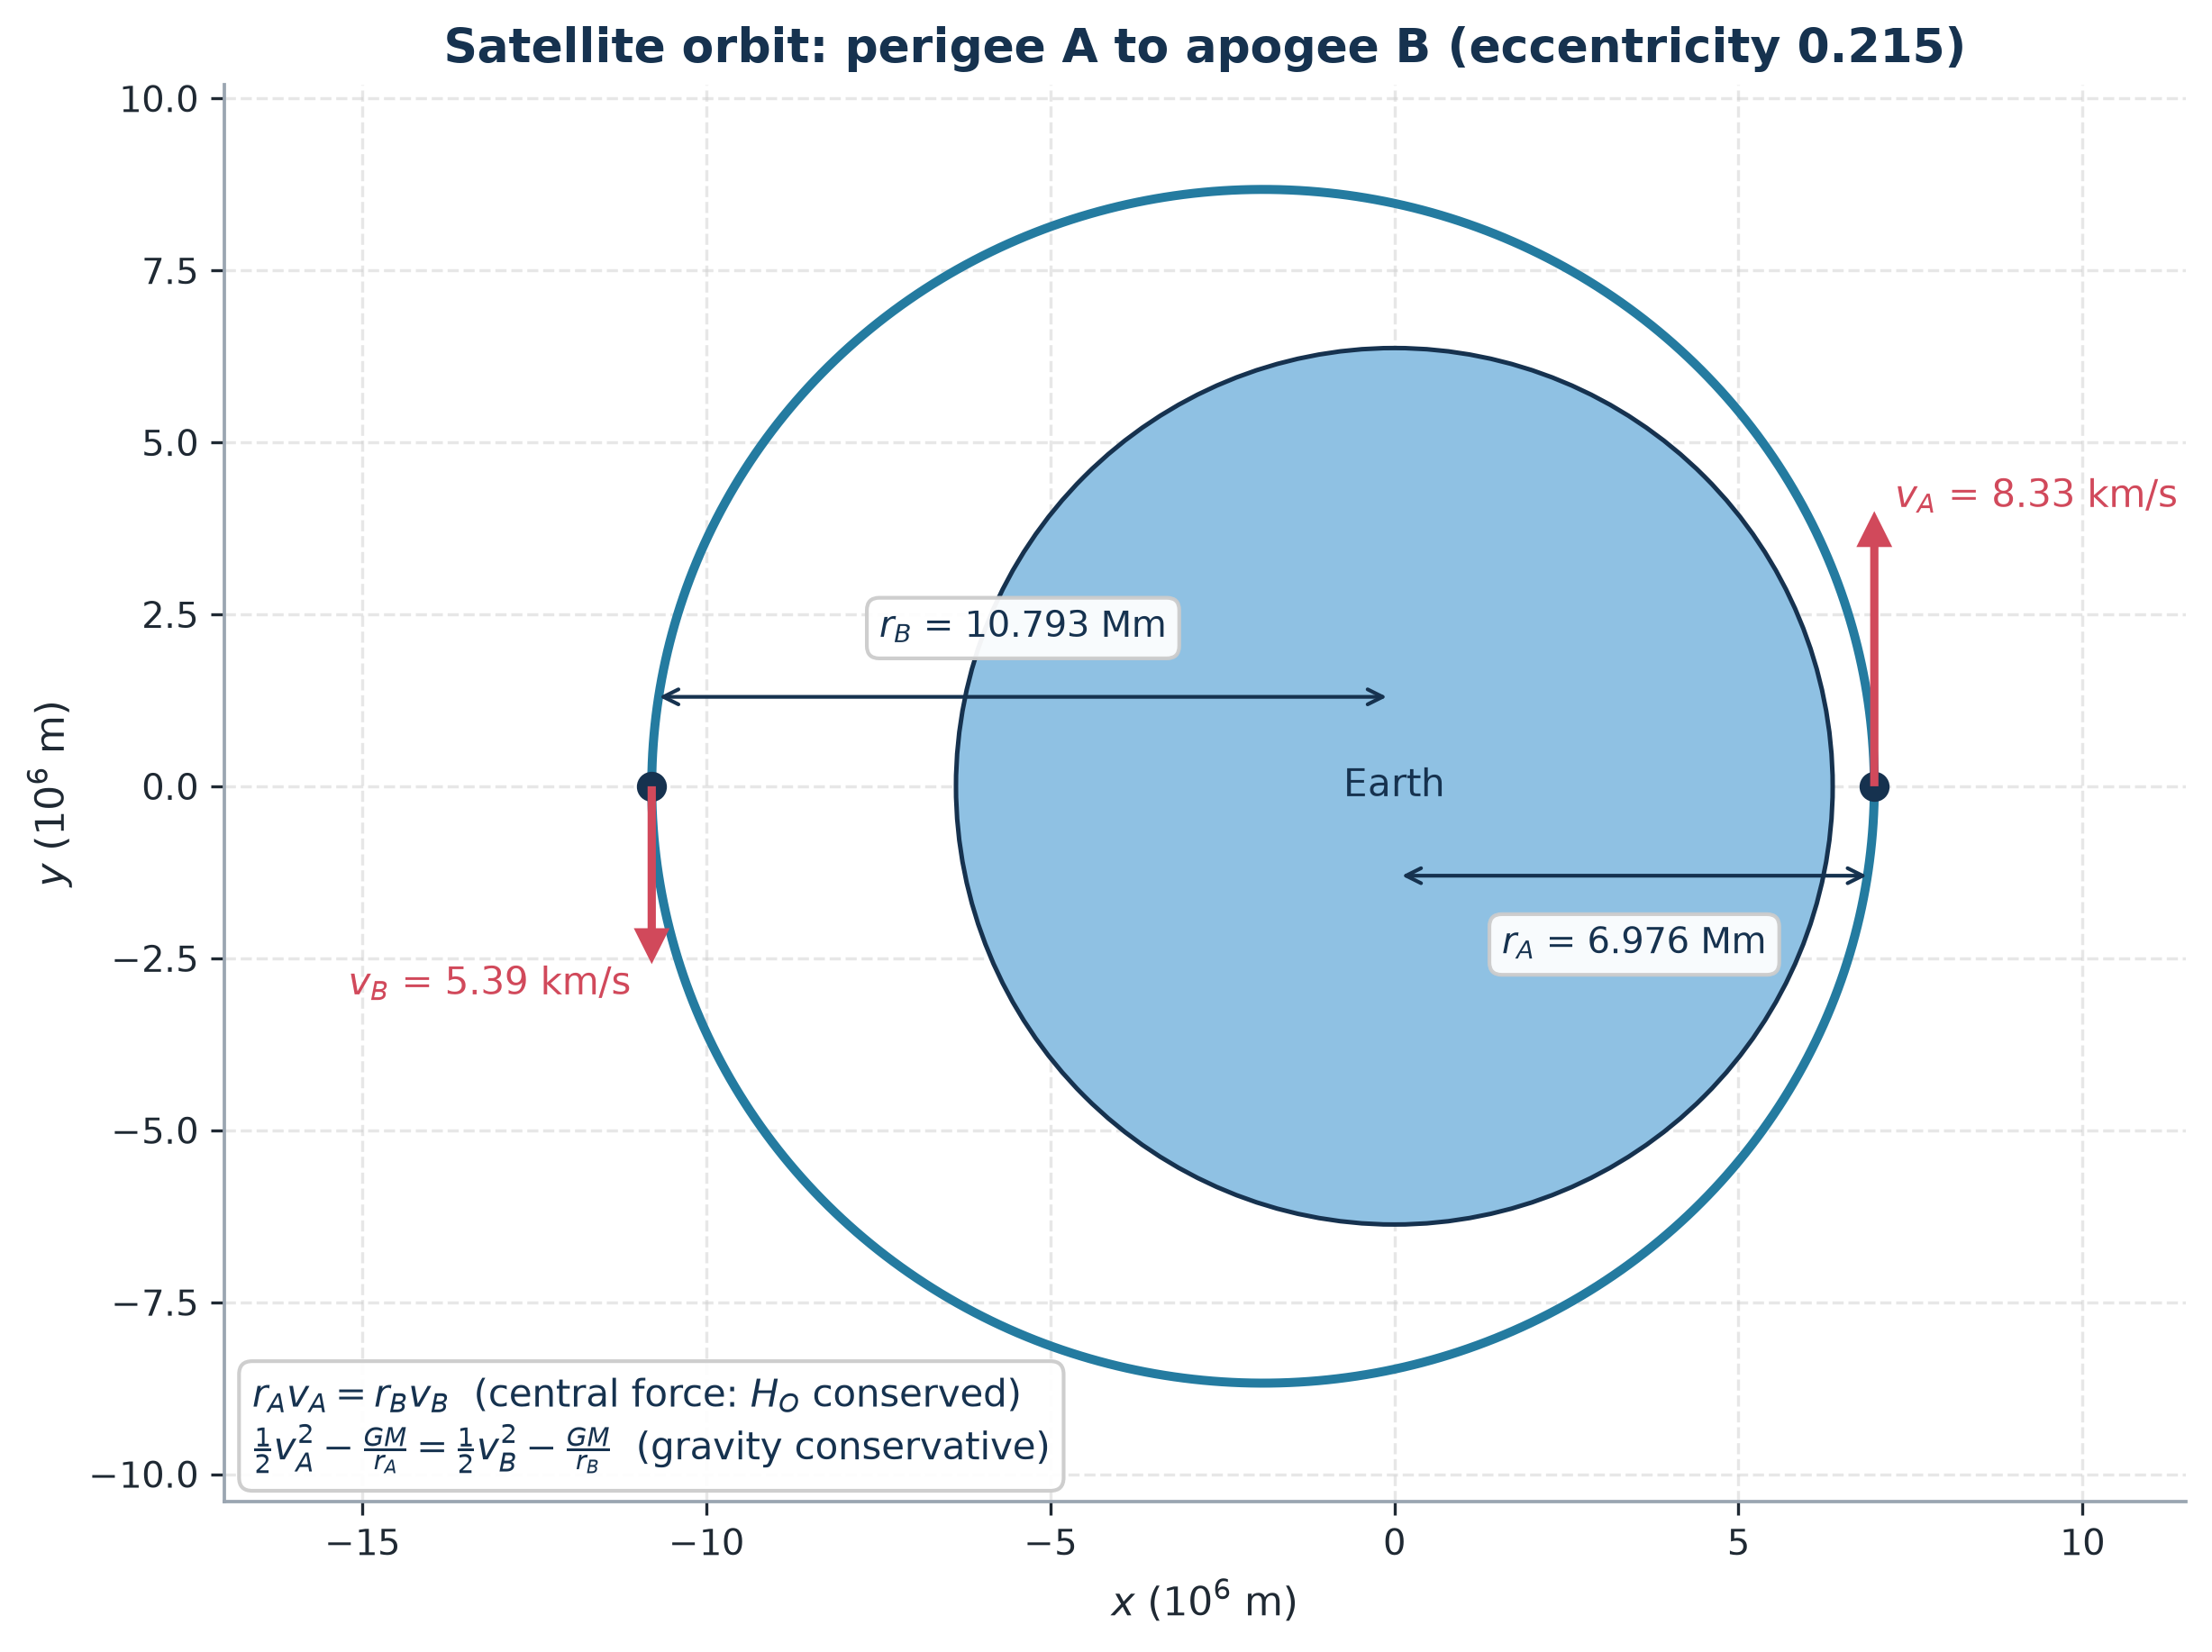 Satellite orbit: perigee A to apogee B (eccentricity 0.215)
10.0
7.5
5.0
2.5
0.0
−2.5
−5.0
−7.5
−10.0
y (10⁶ m)
v_A = 8.33 km/s
r_B = 10.793 Mm
Earth
r_A = 6.976 Mm
v_B = 5.39 km/s
r_A v_A = r_B v_B (central force: H_O conserved)
½v_A² − GM/r_A = ½v_B² − GM/r_B (gravity conservative)
−15 −10 −5 0 5 10
x (10⁶ m)